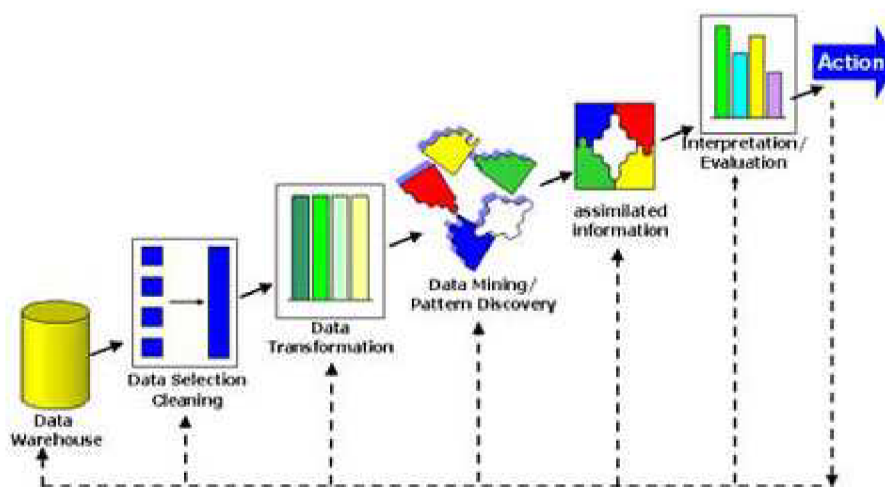 Action
Interpretation/
Evaluation
assimilated
information
Data Mining/
Pattern Discovery
Data
Transformation
Data Selection
Cleaning
Data
Warehouse